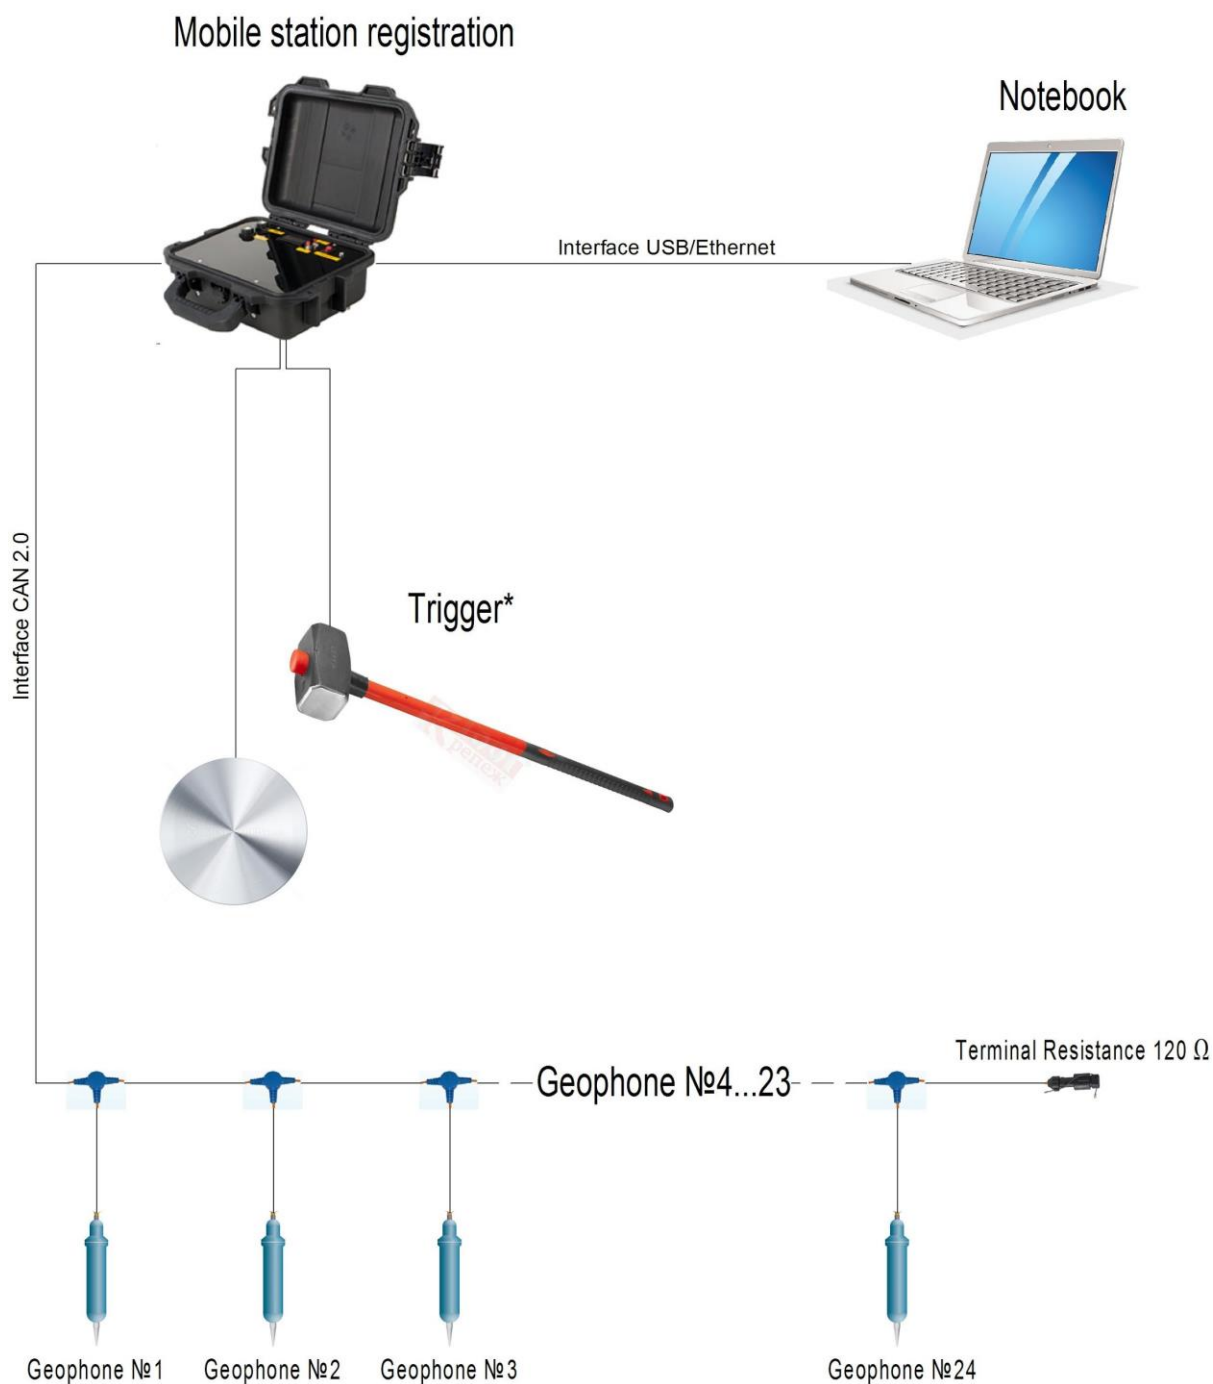 Mobile station registration
Notebook
Interface USB/Ethernet
Interface CAN 2.0
Trigger*
репеж
Terminal Resistance 120 Ω
Geophone №4...23
Geophone №1
Geophone №2
Geophone №3
Geophone №24